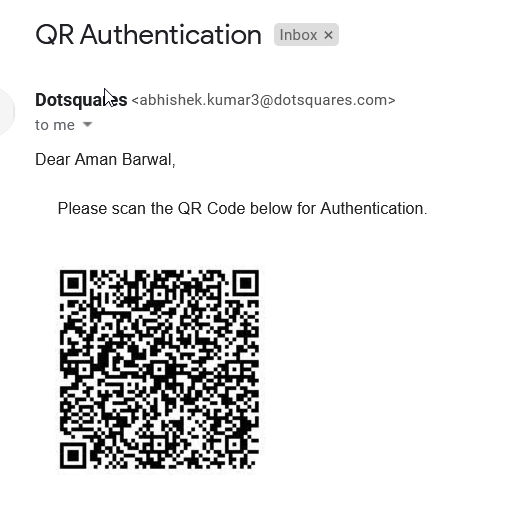 QR Authentication Inbox ×
Dotsquares <abhishek.kumar3@dotsquares.com>
to me
Dear Aman Barwal,
Please scan the QR Code below for Authentication.